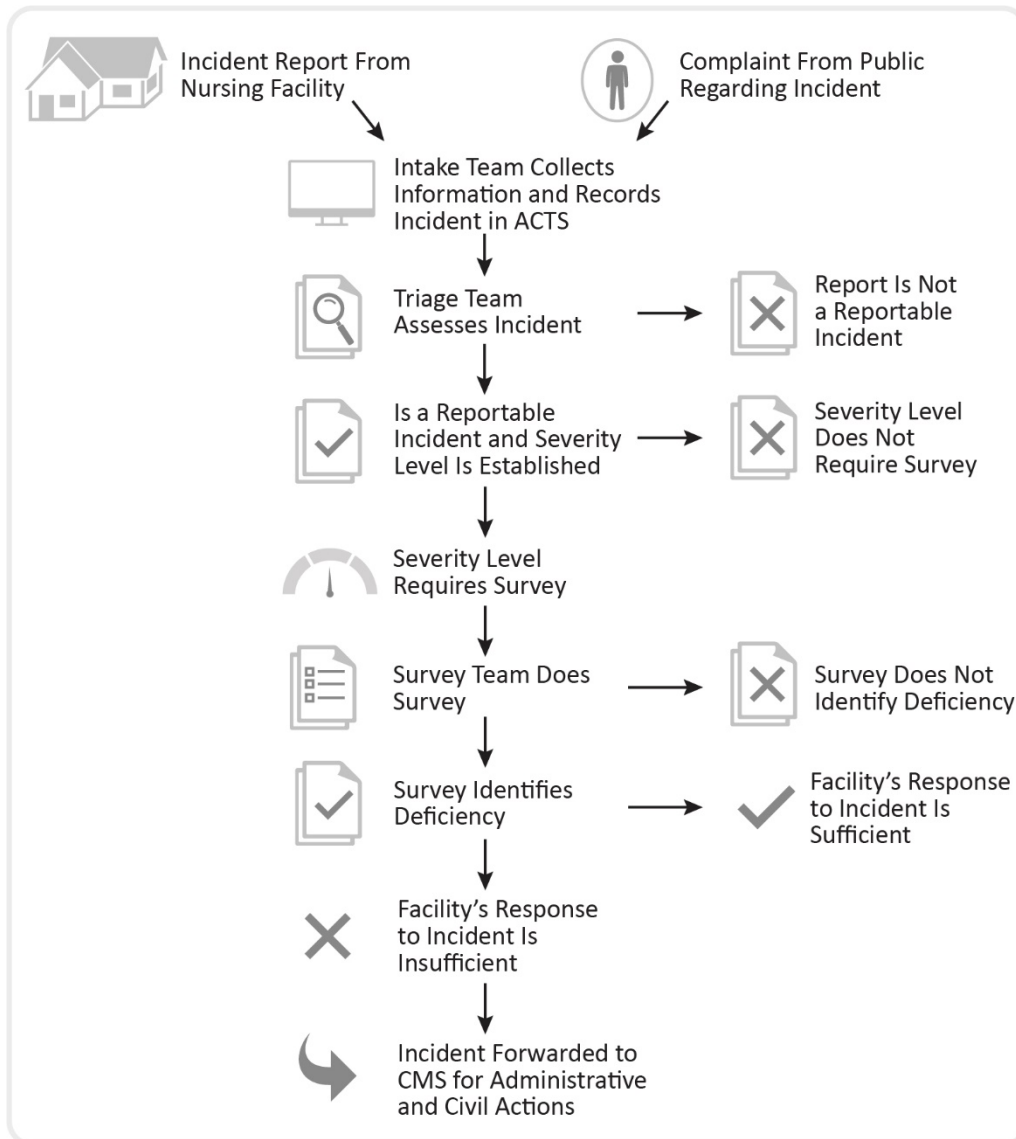 Incident Report From
Nursing Facility
Complaint From Public
Regarding Incident
Intake Team Collects
Information and Records
Incident in ACTS
Triage Team
Assesses Incident
Report Is Not
a Reportable
Incident
Is a Reportable
Incident and Severity
Level Is Established
Severity Level
Does Not
Require Survey
Severity Level
Requires Survey
Survey Team Does
Survey
Survey Does Not
Identify Deficiency
Survey Identifies
Deficiency
Facility’s Response
to Incident Is
Sufficient
Facility’s Response
to Incident Is
Insufficient
Incident Forwarded to
CMS for Administrative
and Civil Actions